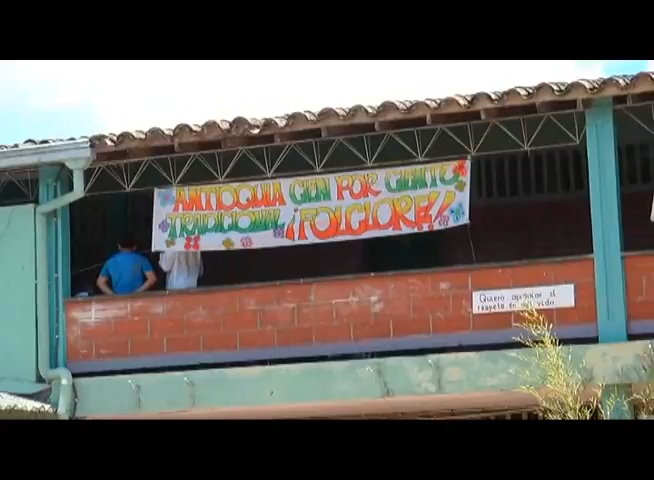 ANTIOQUIA CIEN POR CIENTO
TRADICIONAL ¡FOLCLORE!!
Quiero aprender el
respeto en mi vida